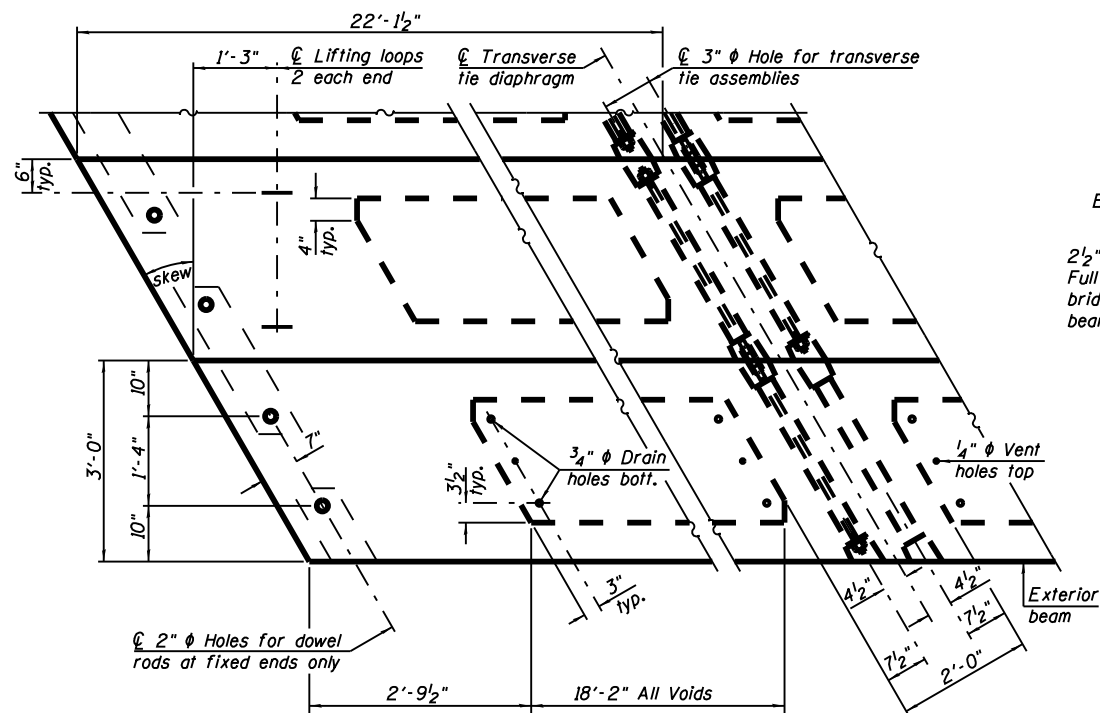 22'-1½"
1'-3"
℄ Lifting loops
2 each end
℄ Transverse
tie diaphragm
℄ 3" ϕ Hole for transverse
tie assemblies
6"
typ.
4"
typ.
skew
E
2½"
Full
brid
bea
3'-0"
10"
1'-4"
10"
7"
¾" ϕ Drain
holes bott.
3½"
typ.
¼" ϕ Vent
holes top
3"
typ.
4½"
4½"
7½"
7½"
2'-0"
Exterior
beam
℄ 2" ϕ Holes for dowel
rods at fixed ends only
2'-9½"
18'-2" All Voids